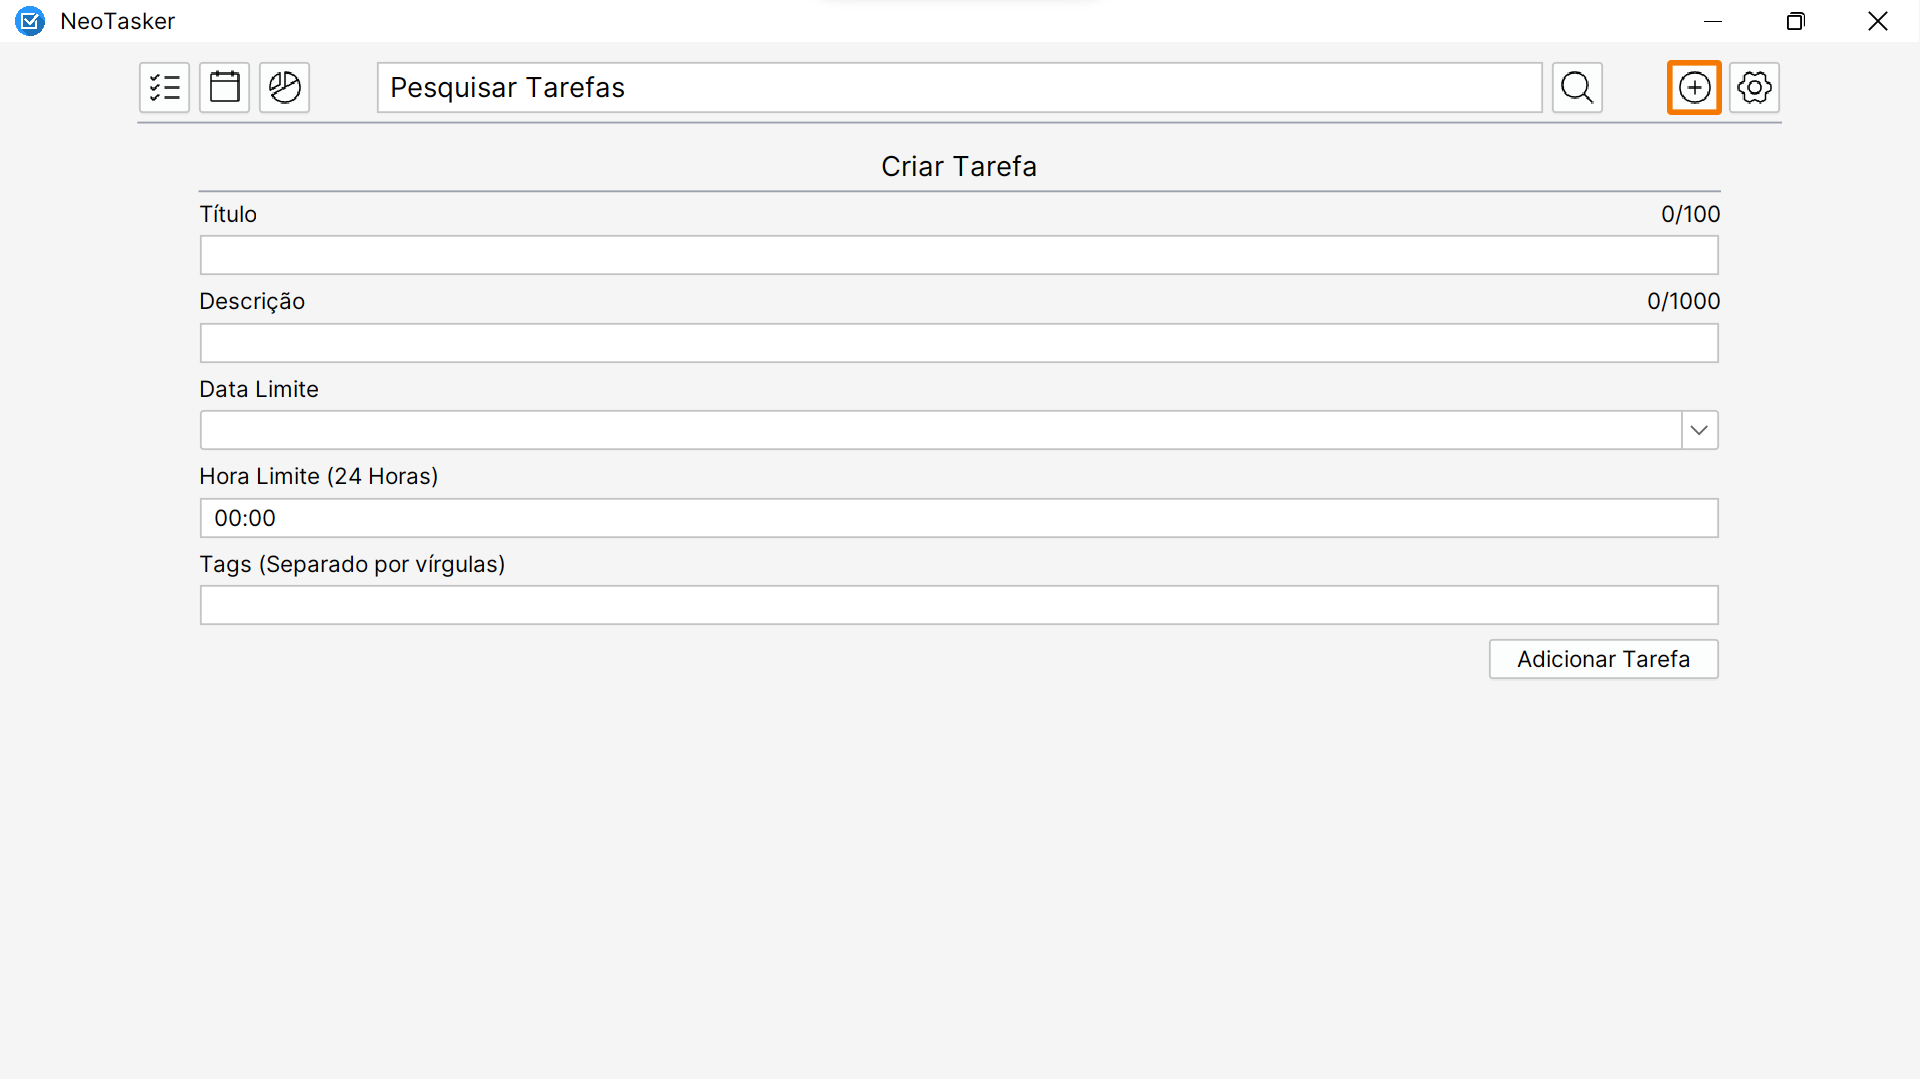 NeoTasker
Pesquisar Tarefas
Criar Tarefa
Título 0/100
Descrição 0/1000
Data Limite
Hora Limite (24 Horas)
00:00
Tags (Separado por vírgulas)
Adicionar Tarefa